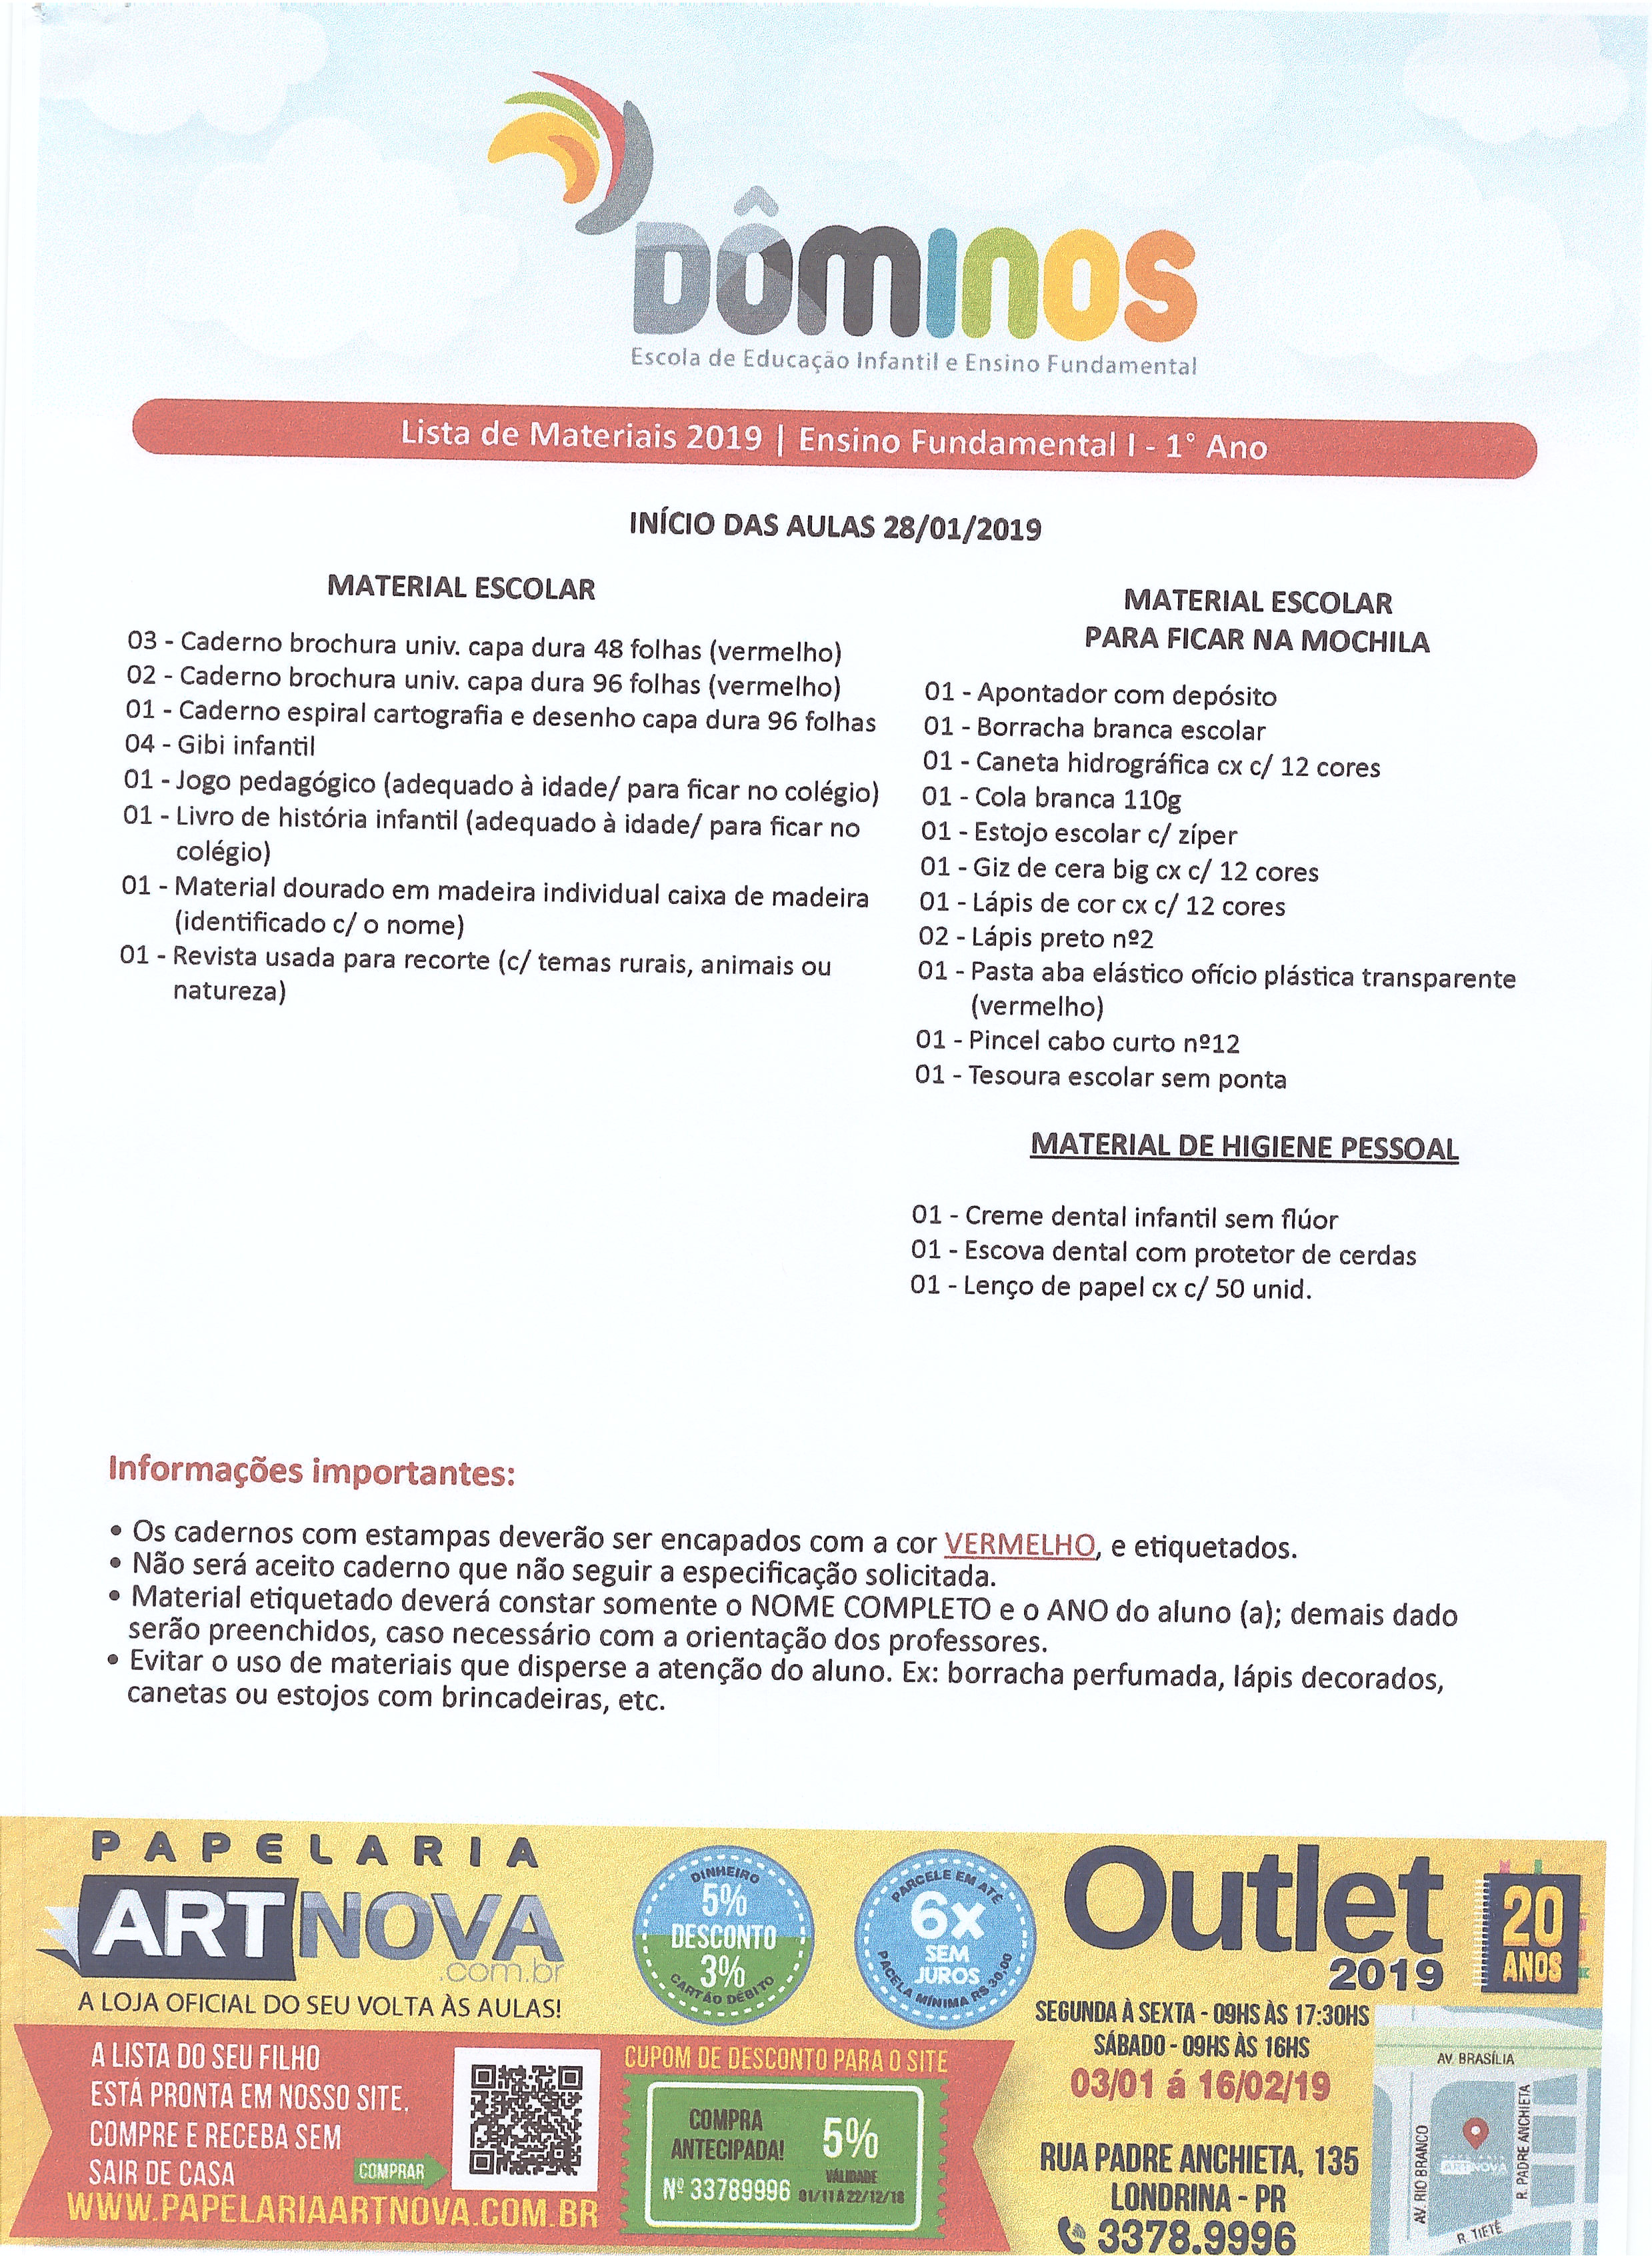 DÔMINOS
Escola de Educação Infantil e Ensino Fundamental
Lista de Materiais 2019 | Ensino Fundamental I - 1° Ano
INÍCIO DAS AULAS 28/01/2019
MATERIAL ESCOLAR
03 - Caderno brochura univ. capa dura 48 folhas (vermelho)
02 - Caderno brochura univ. capa dura 96 folhas (vermelho)
01 - Caderno espiral cartografia e desenho capa dura 96 folhas
04 - Gibi infantil
01 - Jogo pedagógico (adequado à idade/ para ficar no colégio)
01 - Livro de história infantil (adequado à idade/ para ficar no
colégio)
01 - Material dourado em madeira individual caixa de madeira
(identificado c/ o nome)
01 - Revista usada para recorte (c/ temas rurais, animais ou
natureza)
MATERIAL ESCOLAR
PARA FICAR NA MOCHILA
01 - Apontador com depósito
01 - Borracha branca escolar
01 - Caneta hidrográfica cx c/ 12 cores
01 - Cola branca 110g
01 - Estojo escolar c/ zíper
01 - Giz de cera big cx c/ 12 cores
01 - Lápis de cor cx c/ 12 cores
02 - Lápis preto nº2
01 - Pasta aba elástico ofício plástica transparente
(vermelho)
01 - Pincel cabo curto nº12
01 - Tesoura escolar sem ponta
MATERIAL DE HIGIENE PESSOAL
01 - Creme dental infantil sem flúor
01 - Escova dental com protetor de cerdas
01 - Lenço de papel cx c/ 50 unid.
Informações importantes:
• Os cadernos com estampas deverão ser encapados com a cor VERMELHO, e etiquetados.
• Não será aceito caderno que não seguir a especificação solicitada.
• Material etiquetado deverá constar somente o NOME COMPLETO e o ANO do aluno (a); demais dado
serão preenchidos, caso necessário com a orientação dos professores.
• Evitar o uso de materiais que disperse a atenção do aluno. Ex: borracha perfumada, lápis decorados,
canetas ou estojos com brincadeiras, etc.
PAPELARIA
ARTNOVA
.com.br
A LOJA OFICIAL DO SEU VOLTA ÀS AULAS!
DINHEIRO
5%
DESCONTO
3%
CARTÃO DÉBITO
PARCELE EM ATÉ
6x
SEM
JUROS
PACELA MÍNIMA R$ 30,00
Outlet
2019
20
ANOS
A LISTA DO SEU FILHO
ESTÁ PRONTA EM NOSSO SITE.
COMPRE E RECEBA SEM
SAIR DE CASA
COMPRAR
WWW.PAPELARIAARTNOVA.COM.BR
CUPOM DE DESCONTO PARA O SITE
COMPRA
ANTECIPADA!
5%
Nº 33789996
VALIDADE
01/11 A 22/12/18
SEGUNDA À SEXTA - 09HS ÀS 17:30HS
SÁBADO - 09HS ÀS 16HS
03/01 á 16/02/19
RUA PADRE ANCHIETA, 135
LONDRINA - PR
3378.9996
AV. BRASÍLIA
AV. RIO BRANCO
R. PADRE ANCHIETA
ARTNOVA
R. TIETÊ